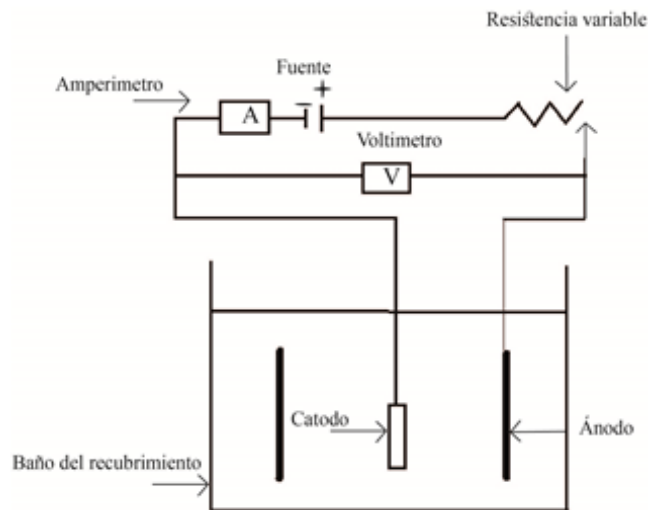 Resistencia variable
Fuente
Amperimetro
− +
A
Voltimetro
V
Catodo
Ánodo
Baño del recubrimiento